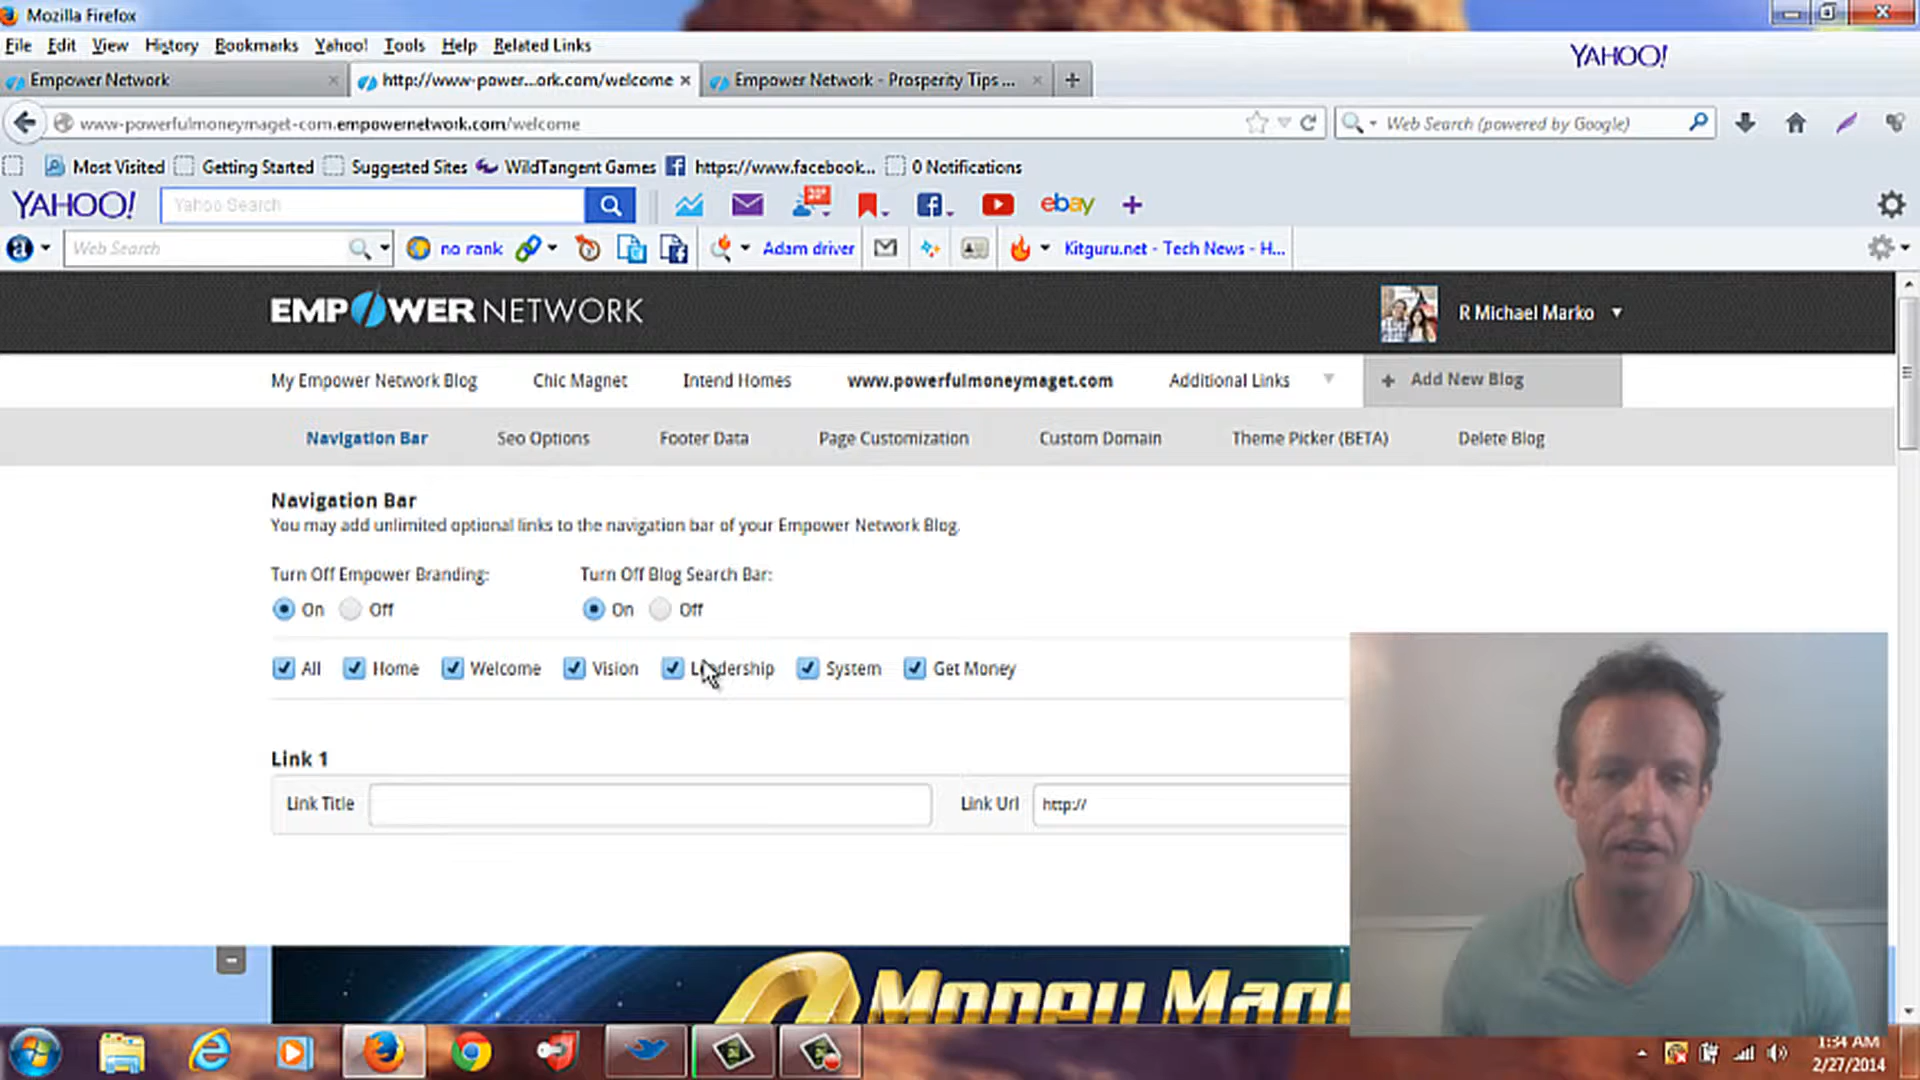 Mozilla Firefox
File Edit View History Bookmarks Yahoo! Tools Help Related Links
YAHOO!
Empower Network
http://www-power...ork.com/welcome
Empower Network - Prosperity Tips ...
www-powerfulmoneymaget-com.empowernetwork.com/welcome
Web Search (powered by Google)
Most Visited Getting Started Suggested Sites WildTangent Games https://www.facebook... 0 Notifications
YAHOO! Yahoo Search ebay
Web Search no rank Adam driver Kitguru.net - Tech News - H...
EMPOWER NETWORK
R Michael Marko
My Empower Network Blog Chic Magnet Intend Homes www.powerfulmoneymaget.com Additional Links + Add New Blog
Navigation Bar Seo Options Footer Data Page Customization Custom Domain Theme Picker (BETA) Delete Blog
Navigation Bar
You may add unlimited optional links to the navigation bar of your Empower Network Blog.
Turn Off Empower Branding: Turn Off Blog Search Bar:
On Off On Off
All Home Welcome Vision Leadership System Get Money
Link 1
Link Title Link Url http://
Money Mag
1:34 AM
2/27/2014